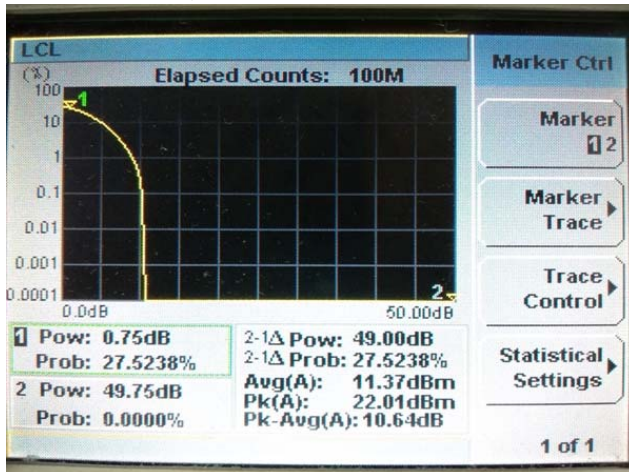 LCL
Marker Ctrl
(%)
Elapsed Counts: 100M
100
1
10
1
0.1
0.01
0.001
0.0001
2
0.0dB
50.00dB
1 Pow: 0.75dB
Prob: 27.5238%
2 Pow: 49.75dB
Prob: 0.0000%
2-1Δ Pow: 49.00dB
2-1Δ Prob: 27.5238%
Avg(A): 11.37dBm
Pk(A): 22.01dBm
Pk-Avg(A): 10.64dB
Marker
1 2
Marker
Trace
Trace
Control
Statistical
Settings
1 of 1